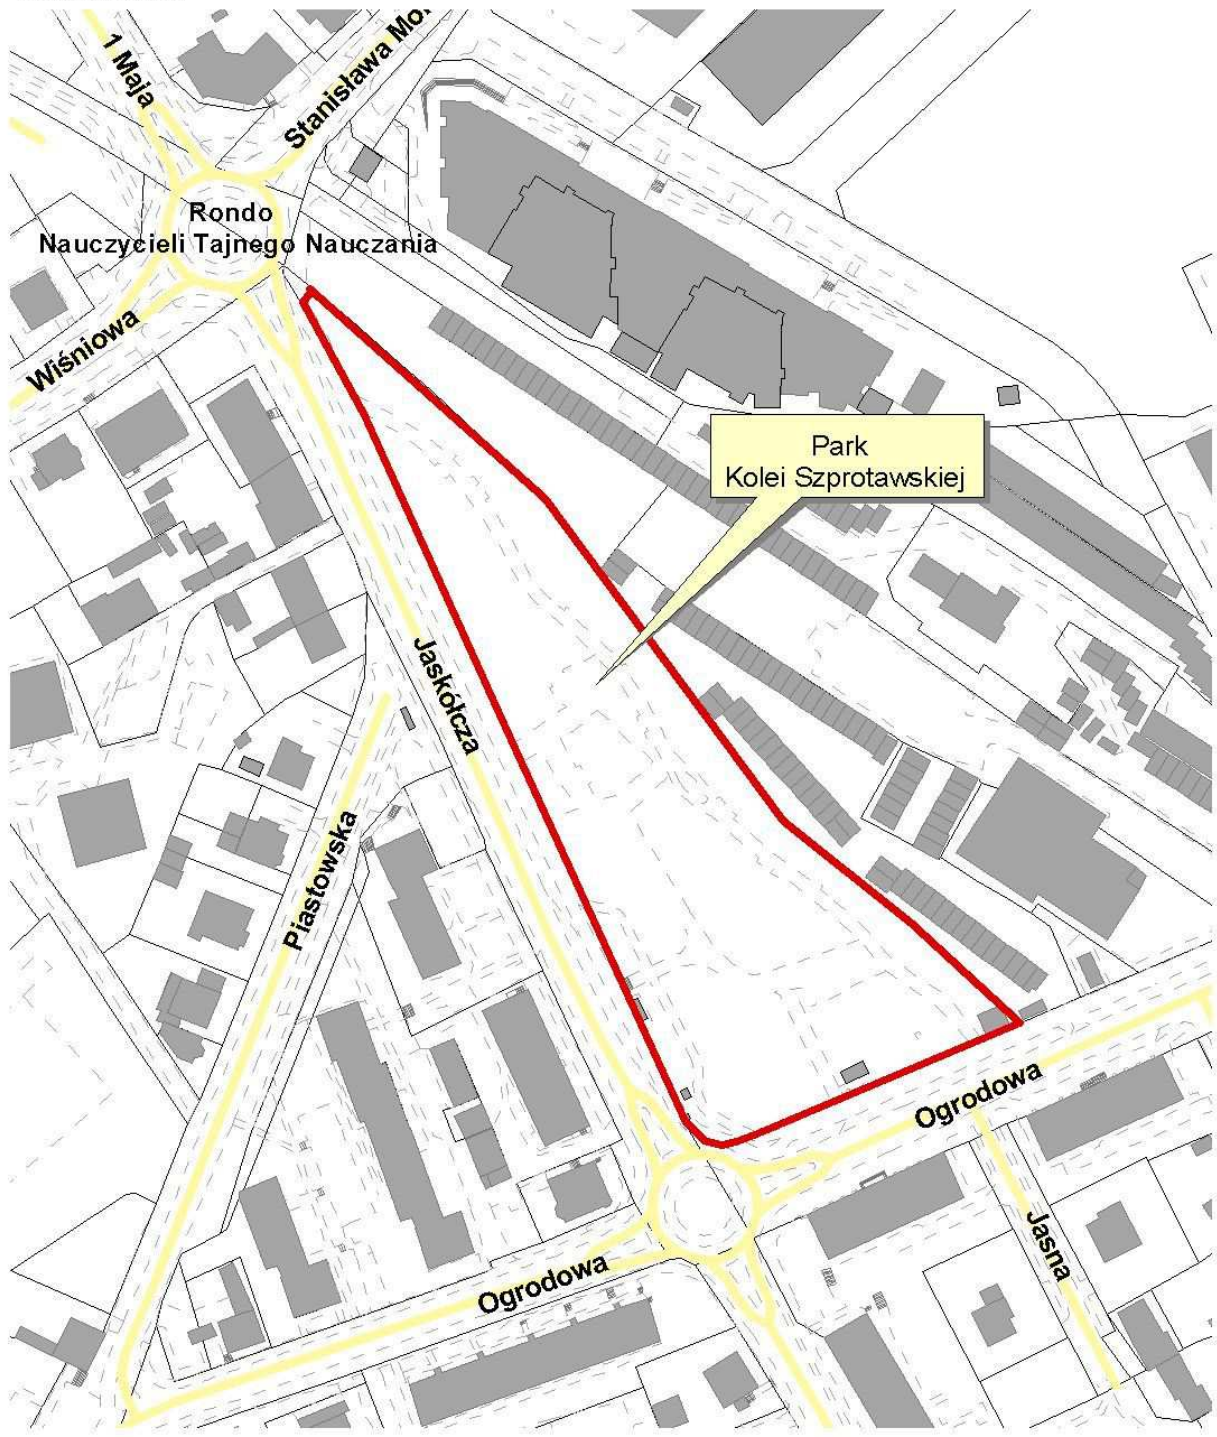 1 Maja
Stanisława Mo
Rondo
Nauczycieli Tajnego Nauczania
Wiśniowa
Park
Kolei Szprotawskiej
Jaskółcza
Piastowska
Ogrodowa
Jasna
Ogrodowa